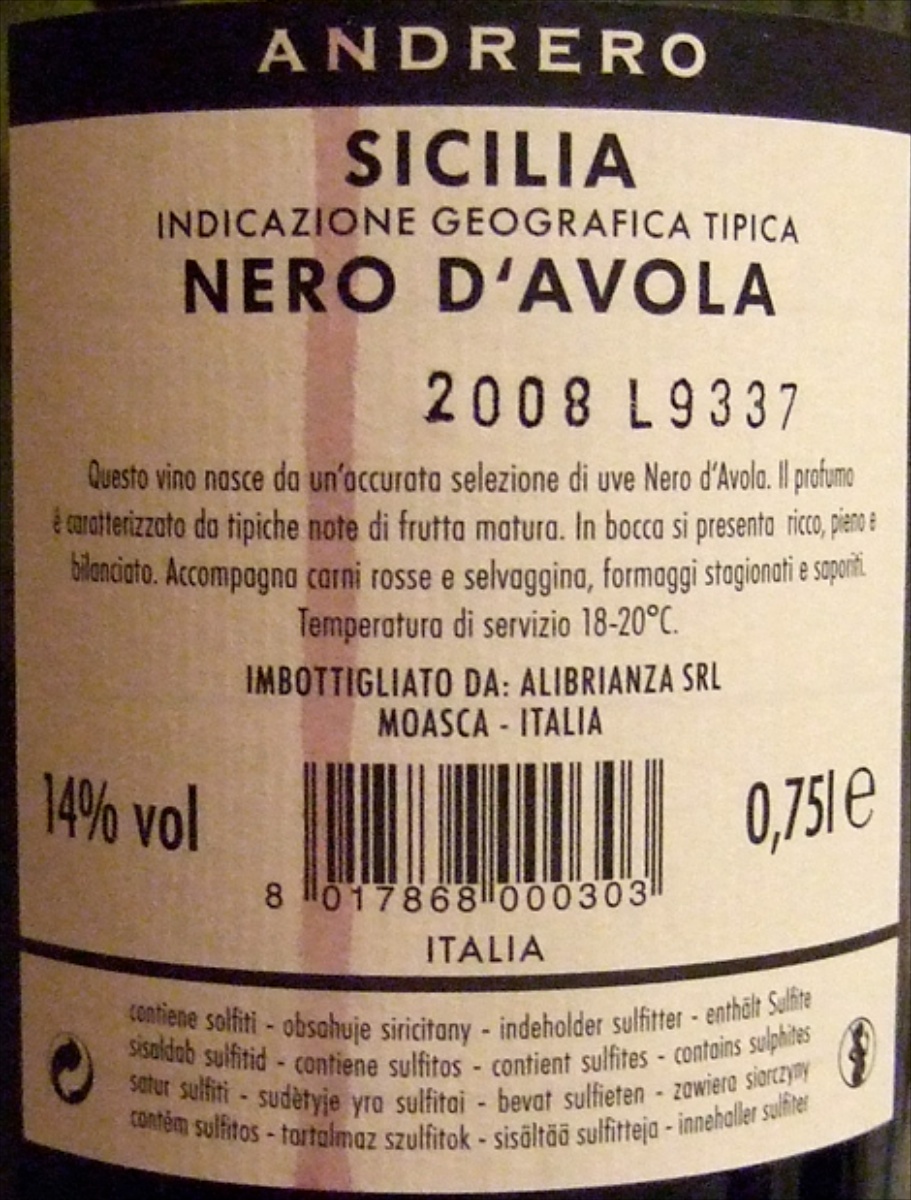 ANDRERO
SICILIA
INDICAZIONE GEOGRAFICA TIPICA
NERO D'AVOLA
2008 L9337
Questo vino nasce da un'accurata selezione di uve Nero d'Avola. Il profumo
è caratterizzato da tipiche note di frutta matura. In bocca si presenta ricco, pieno e
bilanciato. Accompagna carni rosse e selvaggina, formaggi stagionati e saporiti.
Temperatura di servizio 18-20°C.
IMBOTTIGLIATO DA: ALIBRIANZA SRL
MOASCA - ITALIA
14% vol
0,75l e
8 017868 000303
ITALIA
contiene solfiti - obsahuje siricitany - indeholder sulfitter - enthält Sulfite
sisaldab sulfitid - contiene sulfitos - contient sulfites - contains sulphites
satur sulfiti - sudètyje yra sulfitai - bevat sulfieten - zawiera siarczyny
contém sulfitos - tartalmaz szulfitok - sisältää sulfitteja - innehaller sulfiter